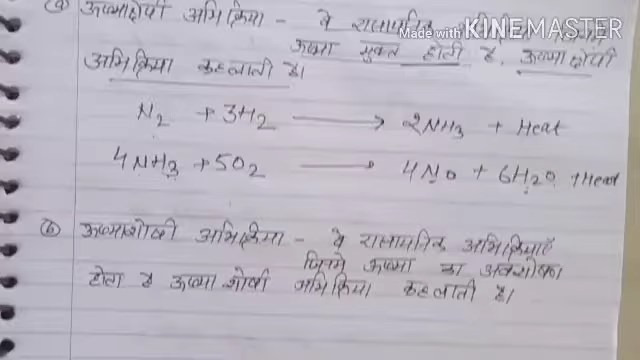 (a) ऊष्माक्षेपी अभिक्रिया - वे रासायनिक
Made with KINEMASTER
ऊष्मा मुक्त होती है, ऊष्माक्षेपी
अभिक्रिया कहलाती है।
N2 + 3H2 → 2NH3 + Heat
4NH3 + 5O2 → 4NO + 6H2O + Heat
(b) ऊष्माशोषी अभिक्रिया - वे रासायनिक अभिक्रियाएँ
जिनमे ऊष्मा का अवशोषण
होता है ऊष्माशोषी अभिक्रिया कहलाती है।